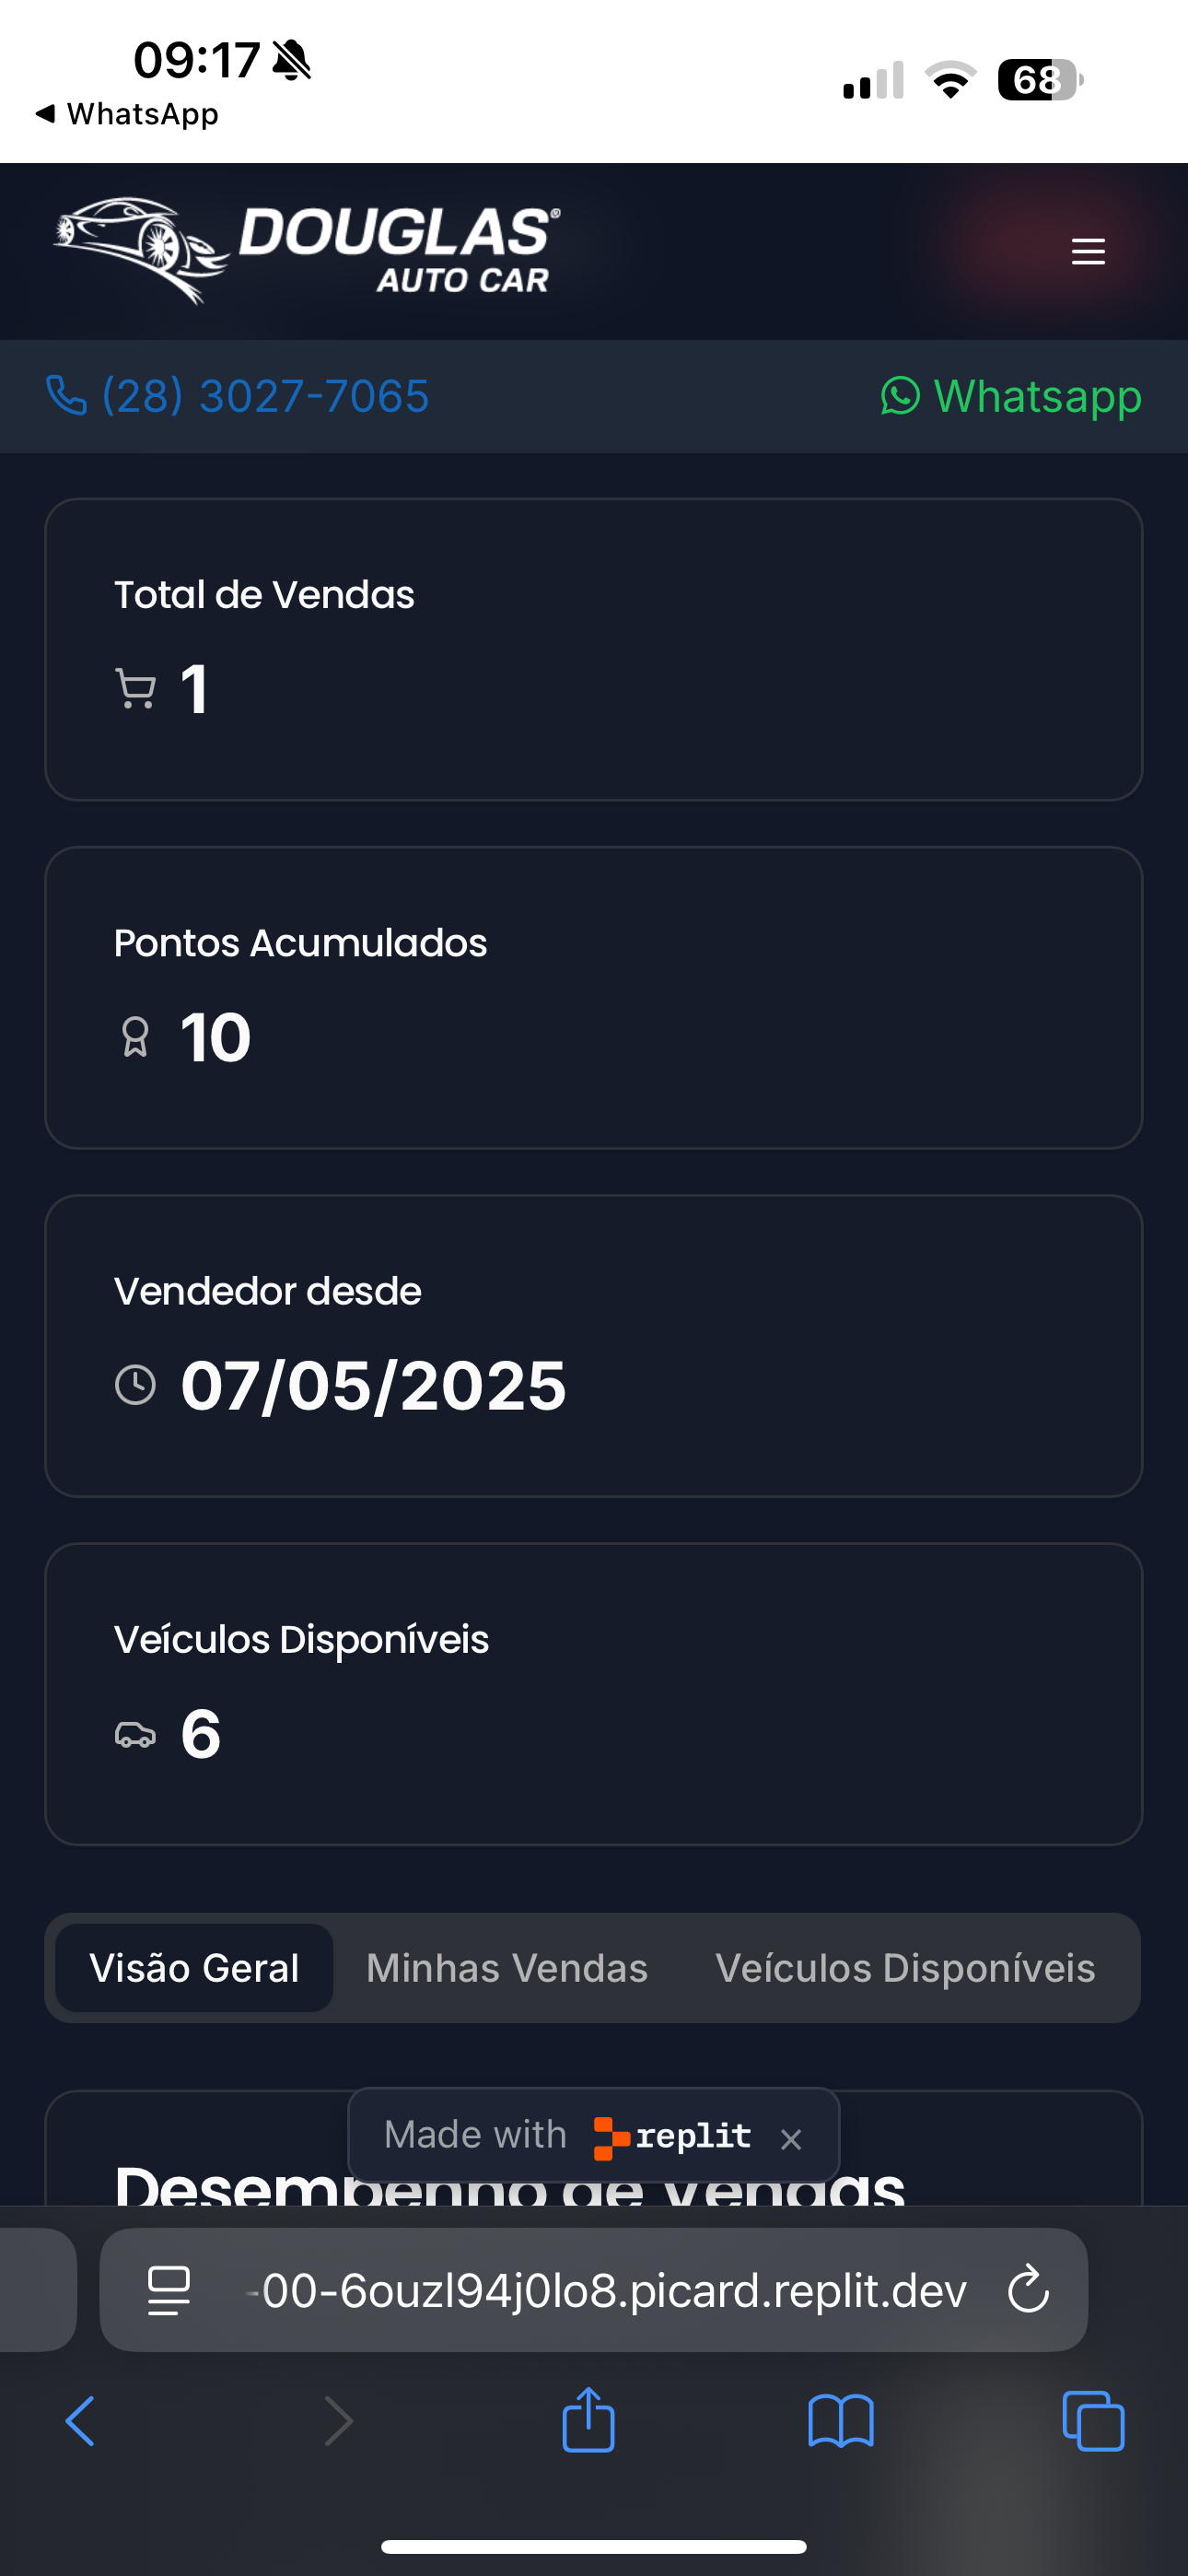 09:17
68
WhatsApp
DOUGLAS®
AUTO CAR
(28) 3027-7065
Whatsapp
Total de Vendas
1
Pontos Acumulados
10
Vendedor desde
07/05/2025
Veículos Disponíveis
6
Visão Geral Minhas Vendas Veículos Disponíveis
Made with replit ×
Desempenho de Vendas
-00-6ouzl94j0lo8.picard.replit.dev